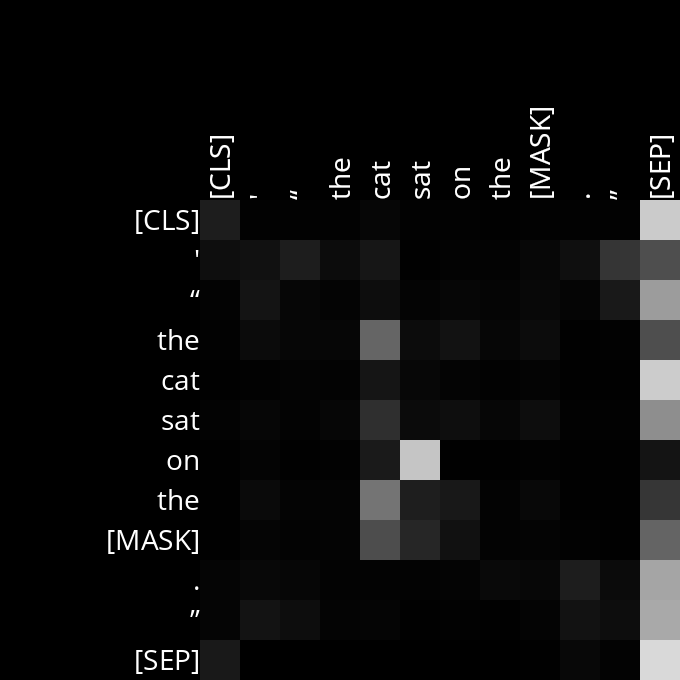 [CLS] ' “ the cat sat on the [MASK] . ” [SEP]
[CLS]
'
“
the
cat
sat
on
the
[MASK]
.
”
[SEP]